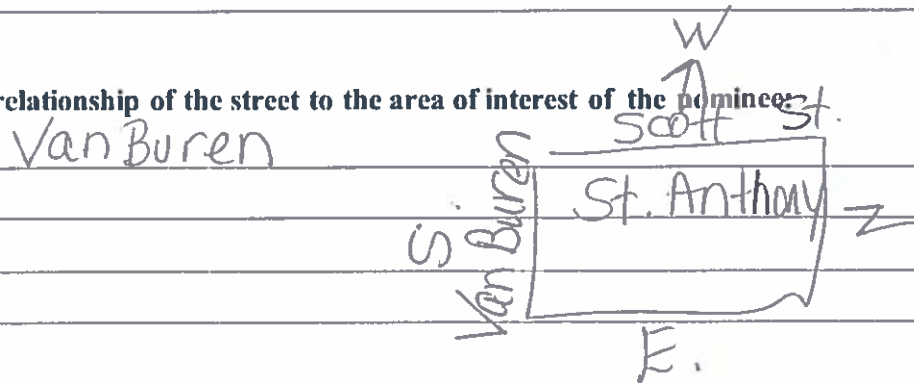 W
relationship of the street to the area of interest of the nominee:
Scott St.
Van Buren
St. Anthony
N
S.
Van Buren
E.